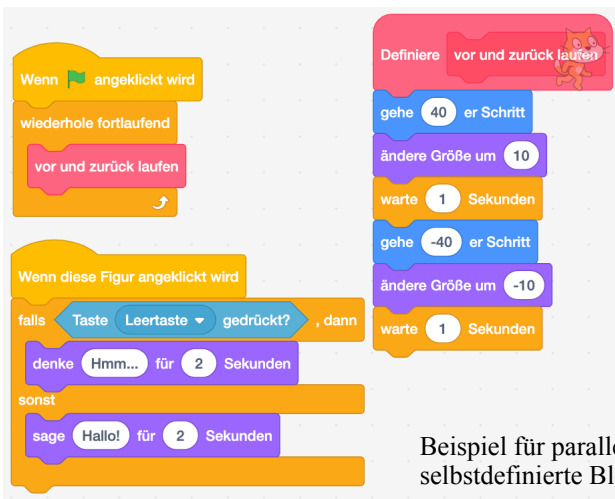 Wenn angeklickt wird
wiederhole fortlaufend
vor und zurück laufen
Wenn diese Figur angeklickt wird
falls Taste Leertaste gedrückt? , dann
denke Hmm... für 2 Sekunden
sonst
sage Hallo! für 2 Sekunden
Definiere vor und zurück laufen
gehe 40 er Schritt
ändere Größe um 10
warte 1 Sekunden
gehe -40 er Schritt
ändere Größe um -10
warte 1 Sekunden
Beispiel für paralle
selbstdefinierte Bl